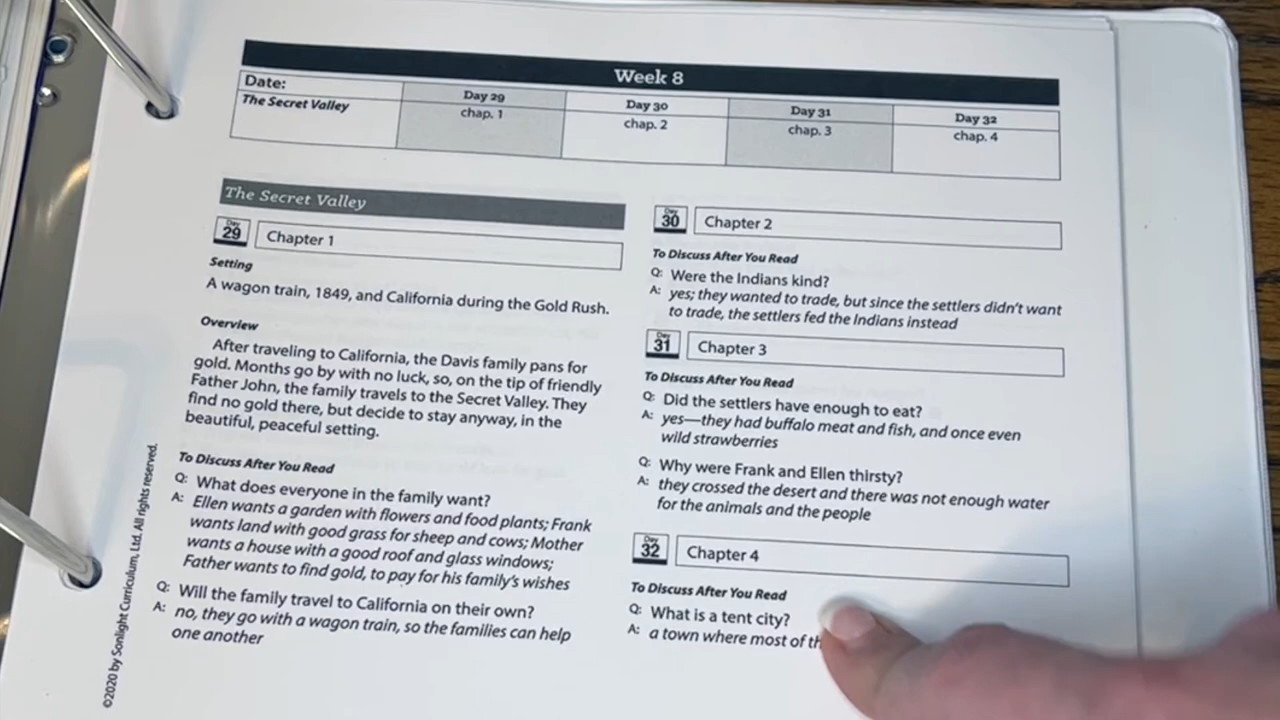 Week 8
Date:
Day 29
Day 30
Day 31
Day 32
The Secret Valley
chap. 1
chap. 2
chap. 3
chap. 4
The Secret Valley
Day
29
Chapter 1
Setting
A wagon train, 1849, and California during the Gold Rush.
Overview
After traveling to California, the Davis family pans for
gold. Months go by with no luck, so, on the tip of friendly
Father John, the family travels to the Secret Valley. They
find no gold there, but decide to stay anyway, in the
beautiful, peaceful setting.
To Discuss After You Read
Q: What does everyone in the family want?
A: Ellen wants a garden with flowers and food plants; Frank
wants land with good grass for sheep and cows; Mother
wants a house with a good roof and glass windows;
Father wants to find gold, to pay for his family's wishes
Q: Will the family travel to California on their own?
A: no, they go with a wagon train, so the families can help
one another
Day
30
Chapter 2
To Discuss After You Read
Q: Were the Indians kind?
A: yes; they wanted to trade, but since the settlers didn't want
to trade, the settlers fed the Indians instead
Day
31
Chapter 3
To Discuss After You Read
Q: Did the settlers have enough to eat?
A: yes—they had buffalo meat and fish, and once even
wild strawberries
Q: Why were Frank and Ellen thirsty?
A: they crossed the desert and there was not enough water
for the animals and the people
Day
32
Chapter 4
To Discuss After You Read
Q: What is a tent city?
A: a town where most of
©2020 by Sonlight Curriculum, Ltd. All rights reserved.